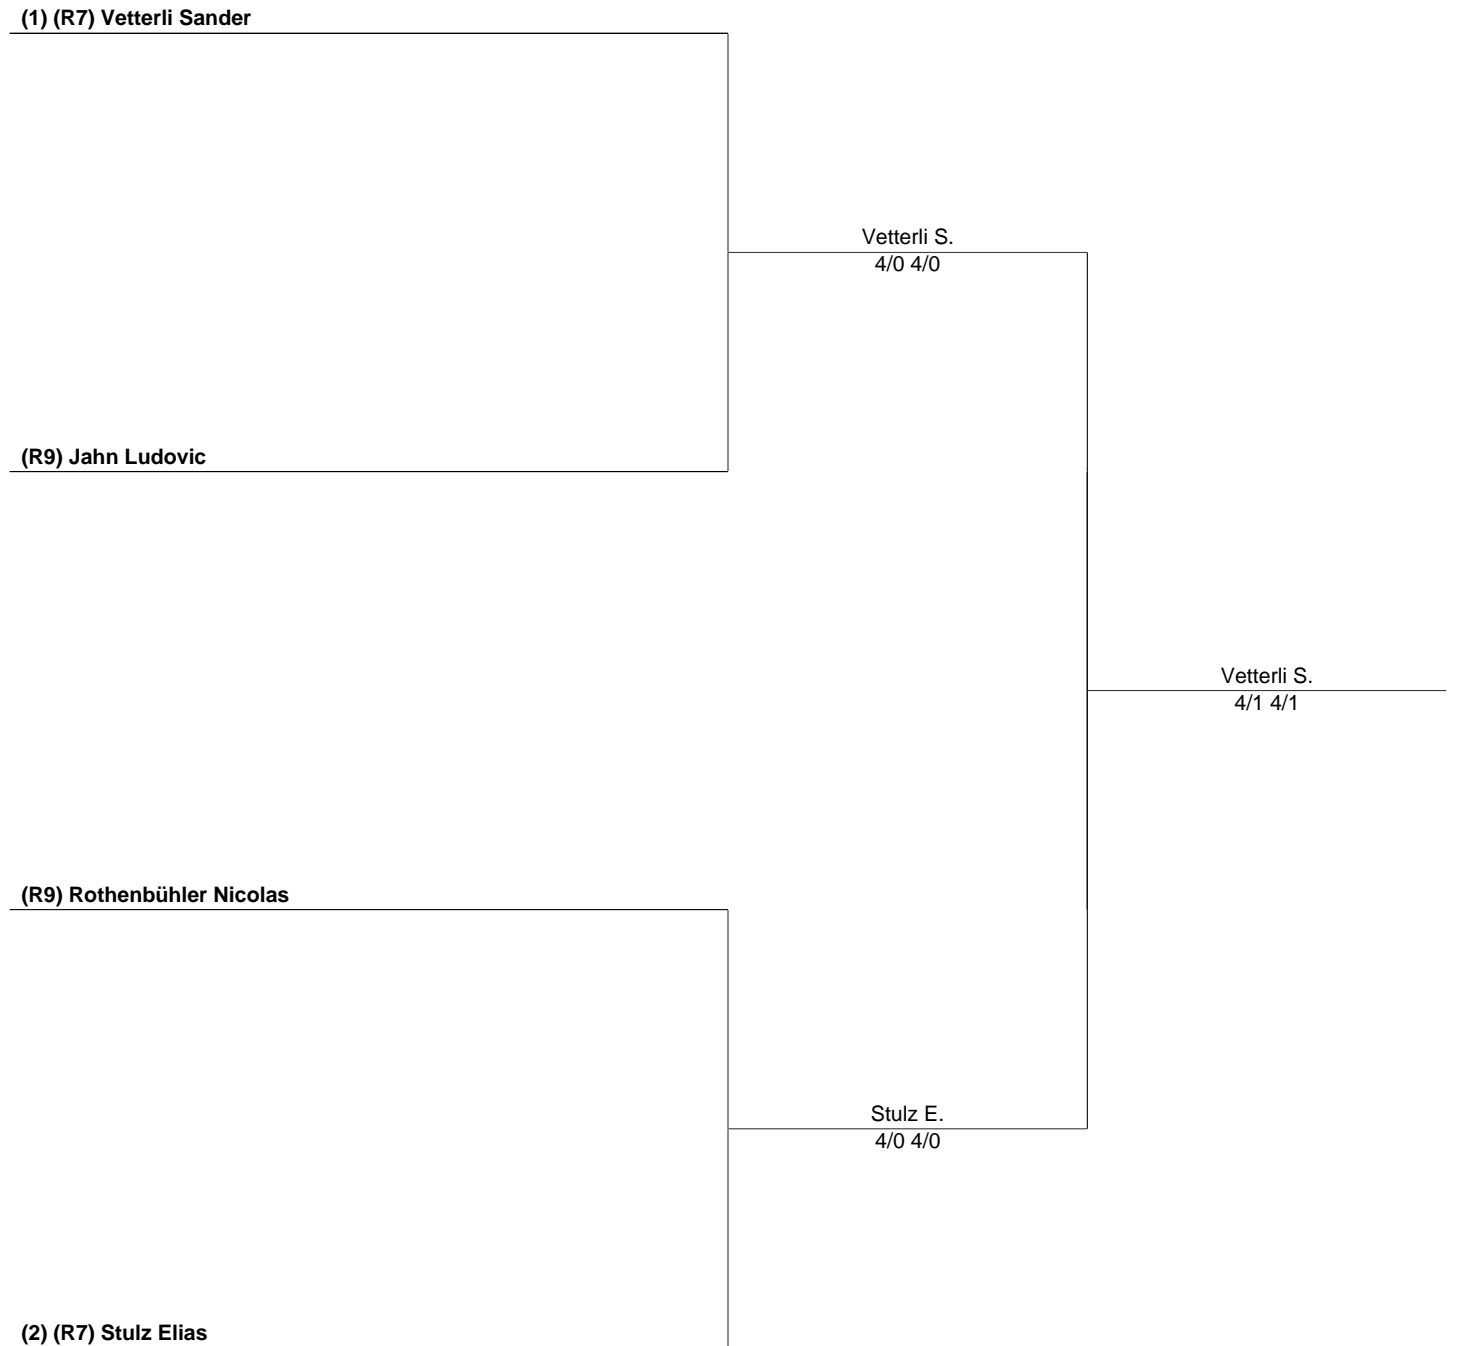 (1) (R7) Vetterli Sander
Vetterli S.
4/0 4/0
(R9) Jahn Ludovic
Vetterli S.
4/1 4/1
(R9) Rothenbühler Nicolas
Stulz E.
4/0 4/0
(2) (R7) Stulz Elias